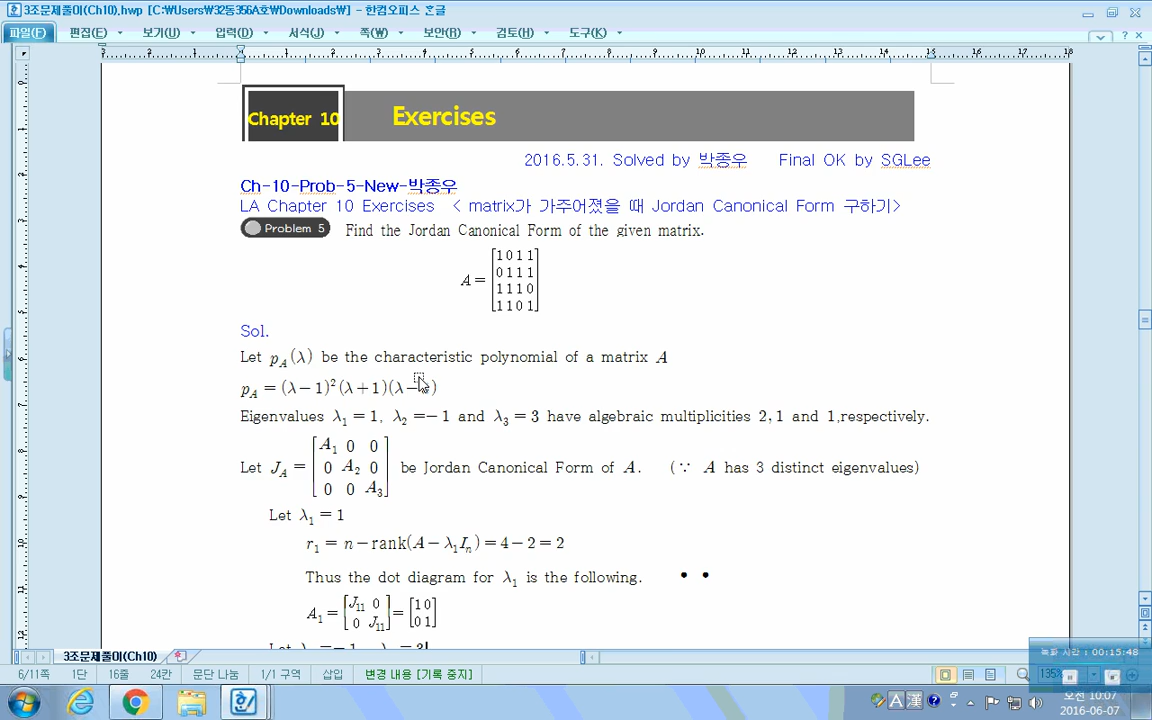 3조문제풀이(Ch10).hwp [C:\Users\32동356A호\Downloads\] - 한컴오피스 한글
파일(F) 편집(E) 보기(U) 입력(D) 서식(J) 쪽(W) 보안(B) 검토(H) 도구(K)
Chapter 10 Exercises
2016.5.31. Solved by 박종우 Final OK by SGLee
Ch-10-Prob-5-New-박종우
LA Chapter 10 Exercises < matrix가 가주어졌을 때 Jordan Canonical Form 구하기>
Problem 5 Find the Jordan Canonical Form of the given matrix.
A = [1 0 1 1
0 1 1 1
1 1 1 0
1 1 0 1]
Sol.
Let p_A(λ) be the characteristic polynomial of a matrix A
p_A = (λ−1)²(λ+1)(λ− )
Eigenvalues λ₁ = 1, λ₂ = −1 and λ₃ = 3 have algebraic multiplicities 2, 1 and 1,respectively.
Let J_A = [A₁ 0 0
0 A₂ 0
0 0 A₃] be Jordan Canonical Form of A. (∵ A has 3 distinct eigenvalues)
Let λ₁ = 1
r₁ = n − rank(A − λ₁I_n) = 4 − 2 = 2
Thus the dot diagram for λ₁ is the following. • •
A₁ = [J₁₁ 0
0 J₁₁] = [1 0
0 1]
3조문제풀이(Ch10)
6/11쪽 1단 16줄 24칸 문단 나눔 1/1 구역 삽입 변경 내용 [기록 중지] 135%
녹화 시간 : 00:15:48
A 漢
오전 10:07
2016-06-07